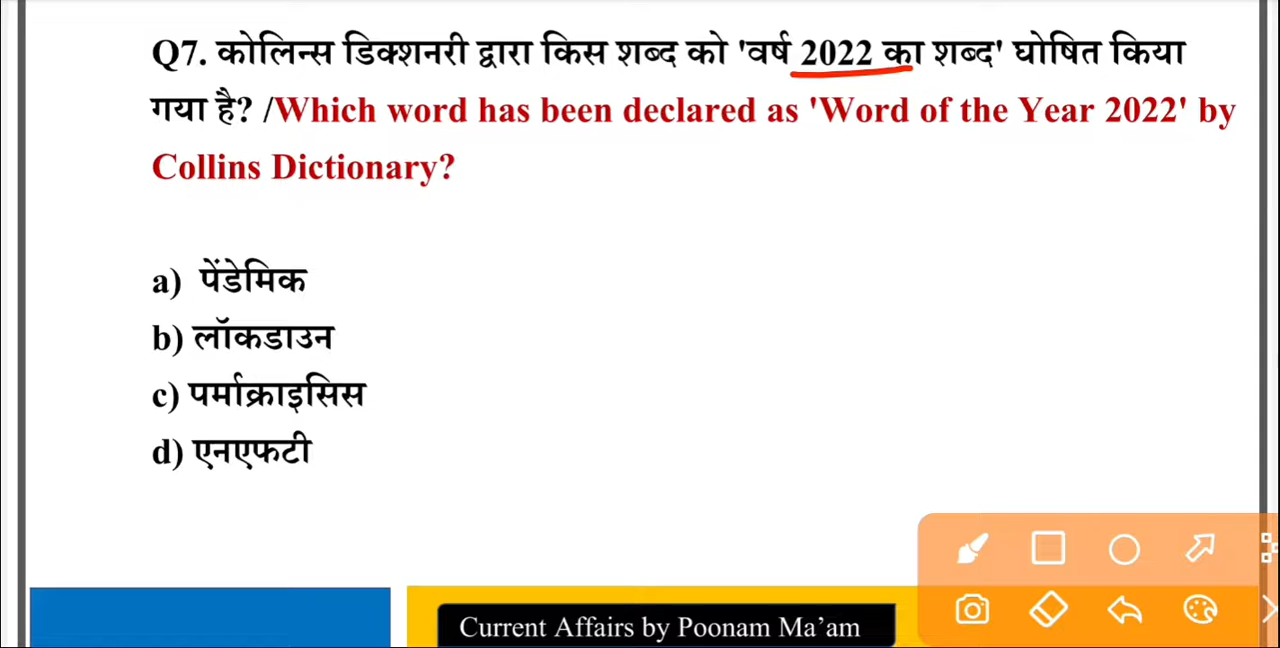 Q7. कोलिन्स डिक्शनरी द्वारा किस शब्द को 'वर्ष 2022 का शब्द' घोषित किया
गया है? /Which word has been declared as 'Word of the Year 2022' by
Collins Dictionary?
a) पेंडेमिक
b) लॉकडाउन
c) पर्माक्राइसिस
d) एनएफटी
Current Affairs by Poonam Ma’am